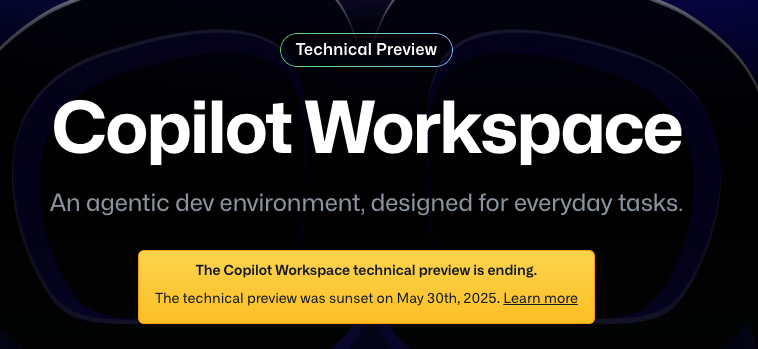 Technical Preview
Copilot Workspace
An agentic dev environment, designed for everyday tasks.
The Copilot Workspace technical preview is ending.
The technical preview was sunset on May 30th, 2025. Learn more